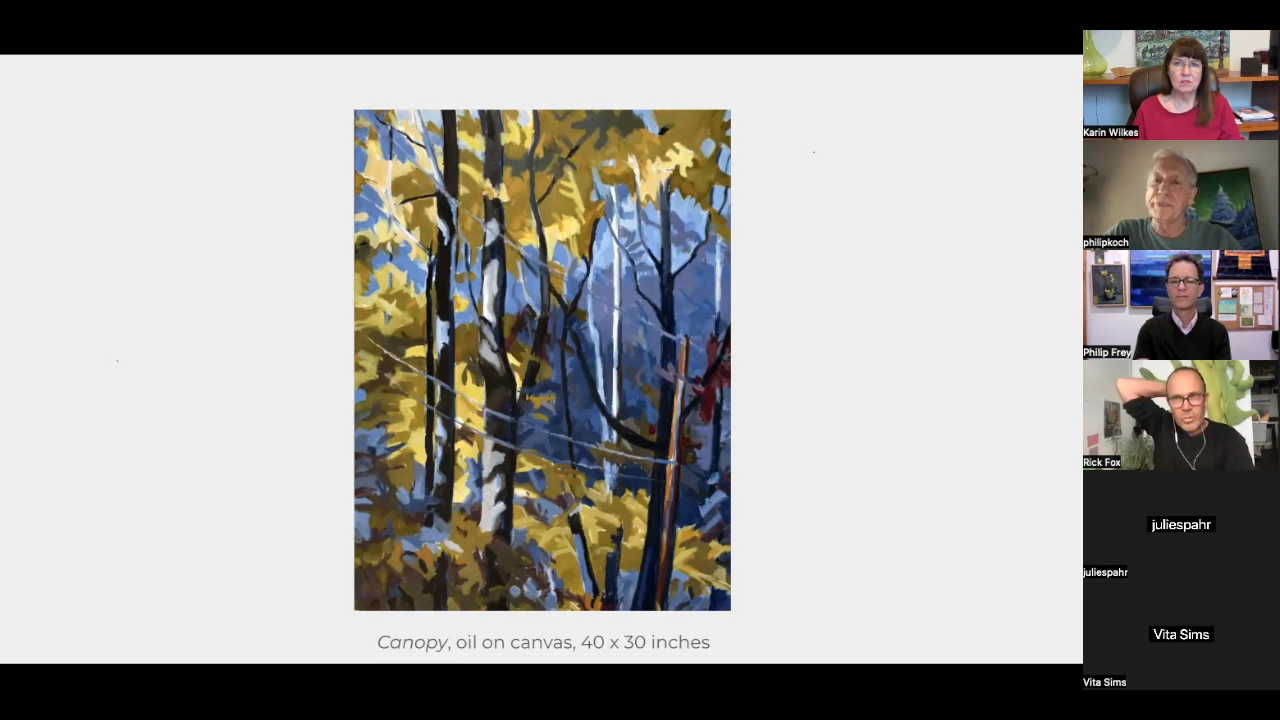 Canopy, oil on canvas, 40 x 30 inches
Karin Wilkes
philipkoch
Philip Frey
Rick Fox
juliespahr
juliespahr
Vita Sims
Vita Sims